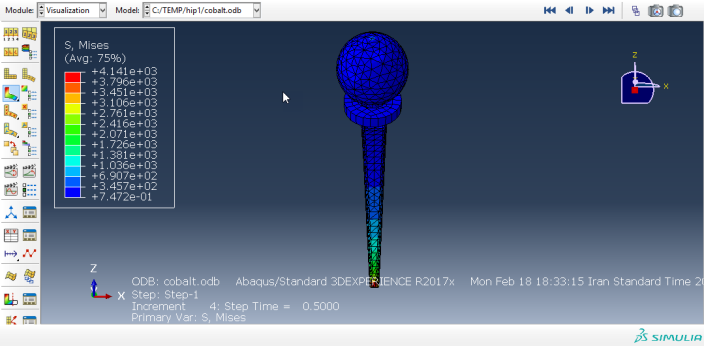 Module: Visualization Model: C:/TEMP/hip1/cobalt.odb
S, Mises
(Avg: 75%)
+4.141e+03
+3.796e+03
+3.451e+03
+3.106e+03
+2.761e+03
+2.416e+03
+2.071e+03
+1.726e+03
+1.381e+03
+1.036e+03
+6.907e+02
+3.457e+02
+7.472e-01
Z
X
Z
X
ODB: cobalt.odb Abaqus/Standard 3DEXPERIENCE R2017x Mon Feb 18 18:33:15 Iran Standard Time 20
Step: Step-1
Increment 4: Step Time = 0.5000
Primary Var: S, Mises
SIMULIA